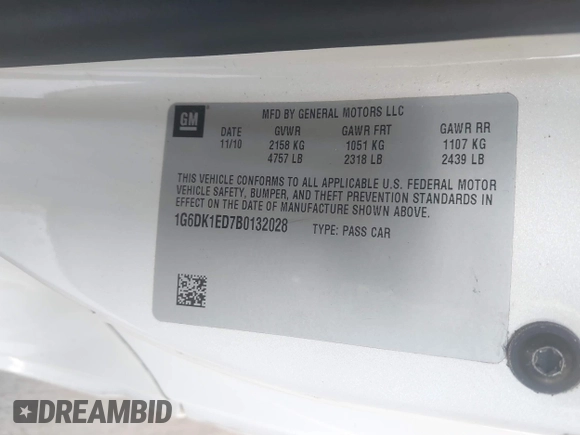 GM
MFD BY GENERAL MOTORS LLC
DATE GVWR GAWR FRT GAWR RR
11/10 2158 KG 1051 KG 1107 KG
4757 LB 2318 LB 2439 LB
THIS VEHICLE CONFORMS TO ALL APPLICABLE U.S. FEDERAL MOTOR
VEHICLE SAFETY, BUMPER, AND THEFT PREVENTION STANDARDS IN
EFFECT ON THE DATE OF MANUFACTURE SHOWN ABOVE.
1G6DK1ED7B0132028 TYPE: PASS CAR
DREAMBID